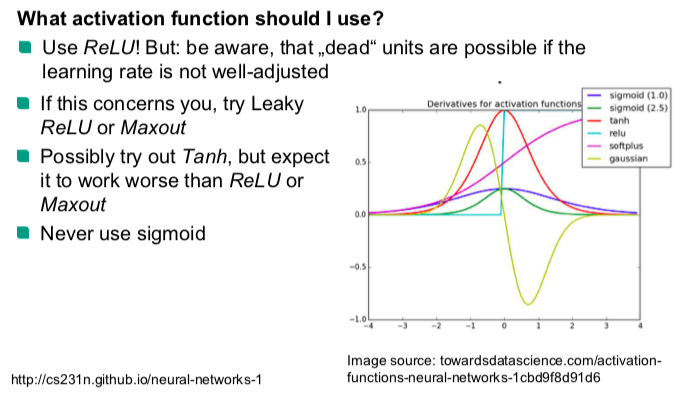 What activation function should I use?
Use ReLU! But: be aware, that „dead“ units are possible if the
learning rate is not well-adjusted
If this concerns you, try Leaky
ReLU or Maxout
Possibly try out Tanh, but expect
it to work worse than ReLU or
Maxout
Never use sigmoid
Derivatives for activation functions
sigmoid (1.0)
sigmoid (2.5)
tanh
relu
softplus
gaussian
1.0
0.5
0.0
−0.5
−1.0
−4 −3 −2 −1 0 1 2 3 4
http://cs231n.github.io/neural-networks-1
Image source: towardsdatascience.com/activation-
functions-neural-networks-1cbd9f8d91d6